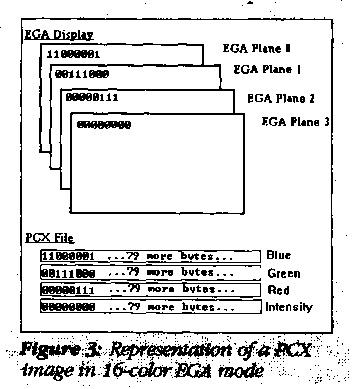 EGA Display
11000001 EGA Plane 0
00111000 EGA Plane 1
00000111 EGA Plane 2
00000000 EGA Plane 3
PCX File
11000001 ...79 more bytes... Blue
00111000 ...79 more bytes... Green
00000111 ...79 more bytes... Red
00000000 ...79 more bytes... Intensity
Figure 3: Representation of a PCX
image in 16-color EGA mode